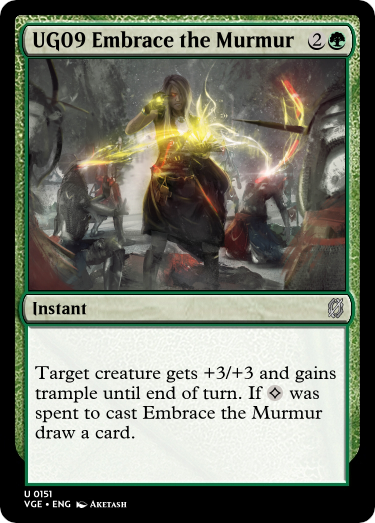 UG09 Embrace the Murmur 2
Instant
Target creature gets +3/+3 and gains
trample until end of turn. If was
spent to cast Embrace the Murmur
draw a card.
U 0151
VGE • ENG Aketash